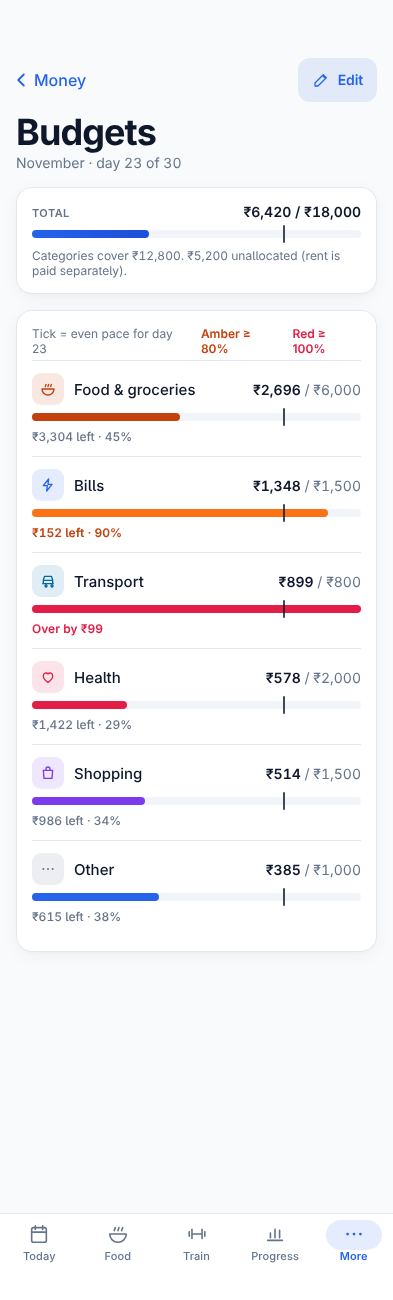 Money
Edit
Budgets
November · day 23 of 30
TOTAL
₹6,420 / ₹18,000
Categories cover ₹12,800. ₹5,200 unallocated (rent is
paid separately).
Tick = even pace for day
23
Amber ≥
80%
Red ≥
100%
Food & groceries
₹2,696 / ₹6,000
₹3,304 left · 45%
Bills
₹1,348 / ₹1,500
₹152 left · 90%
Transport
₹899 / ₹800
Over by ₹99
Health
₹578 / ₹2,000
₹1,422 left · 29%
Shopping
₹514 / ₹1,500
₹986 left · 34%
Other
₹385 / ₹1,000
₹615 left · 38%
Today
Food
Train
Progress
More